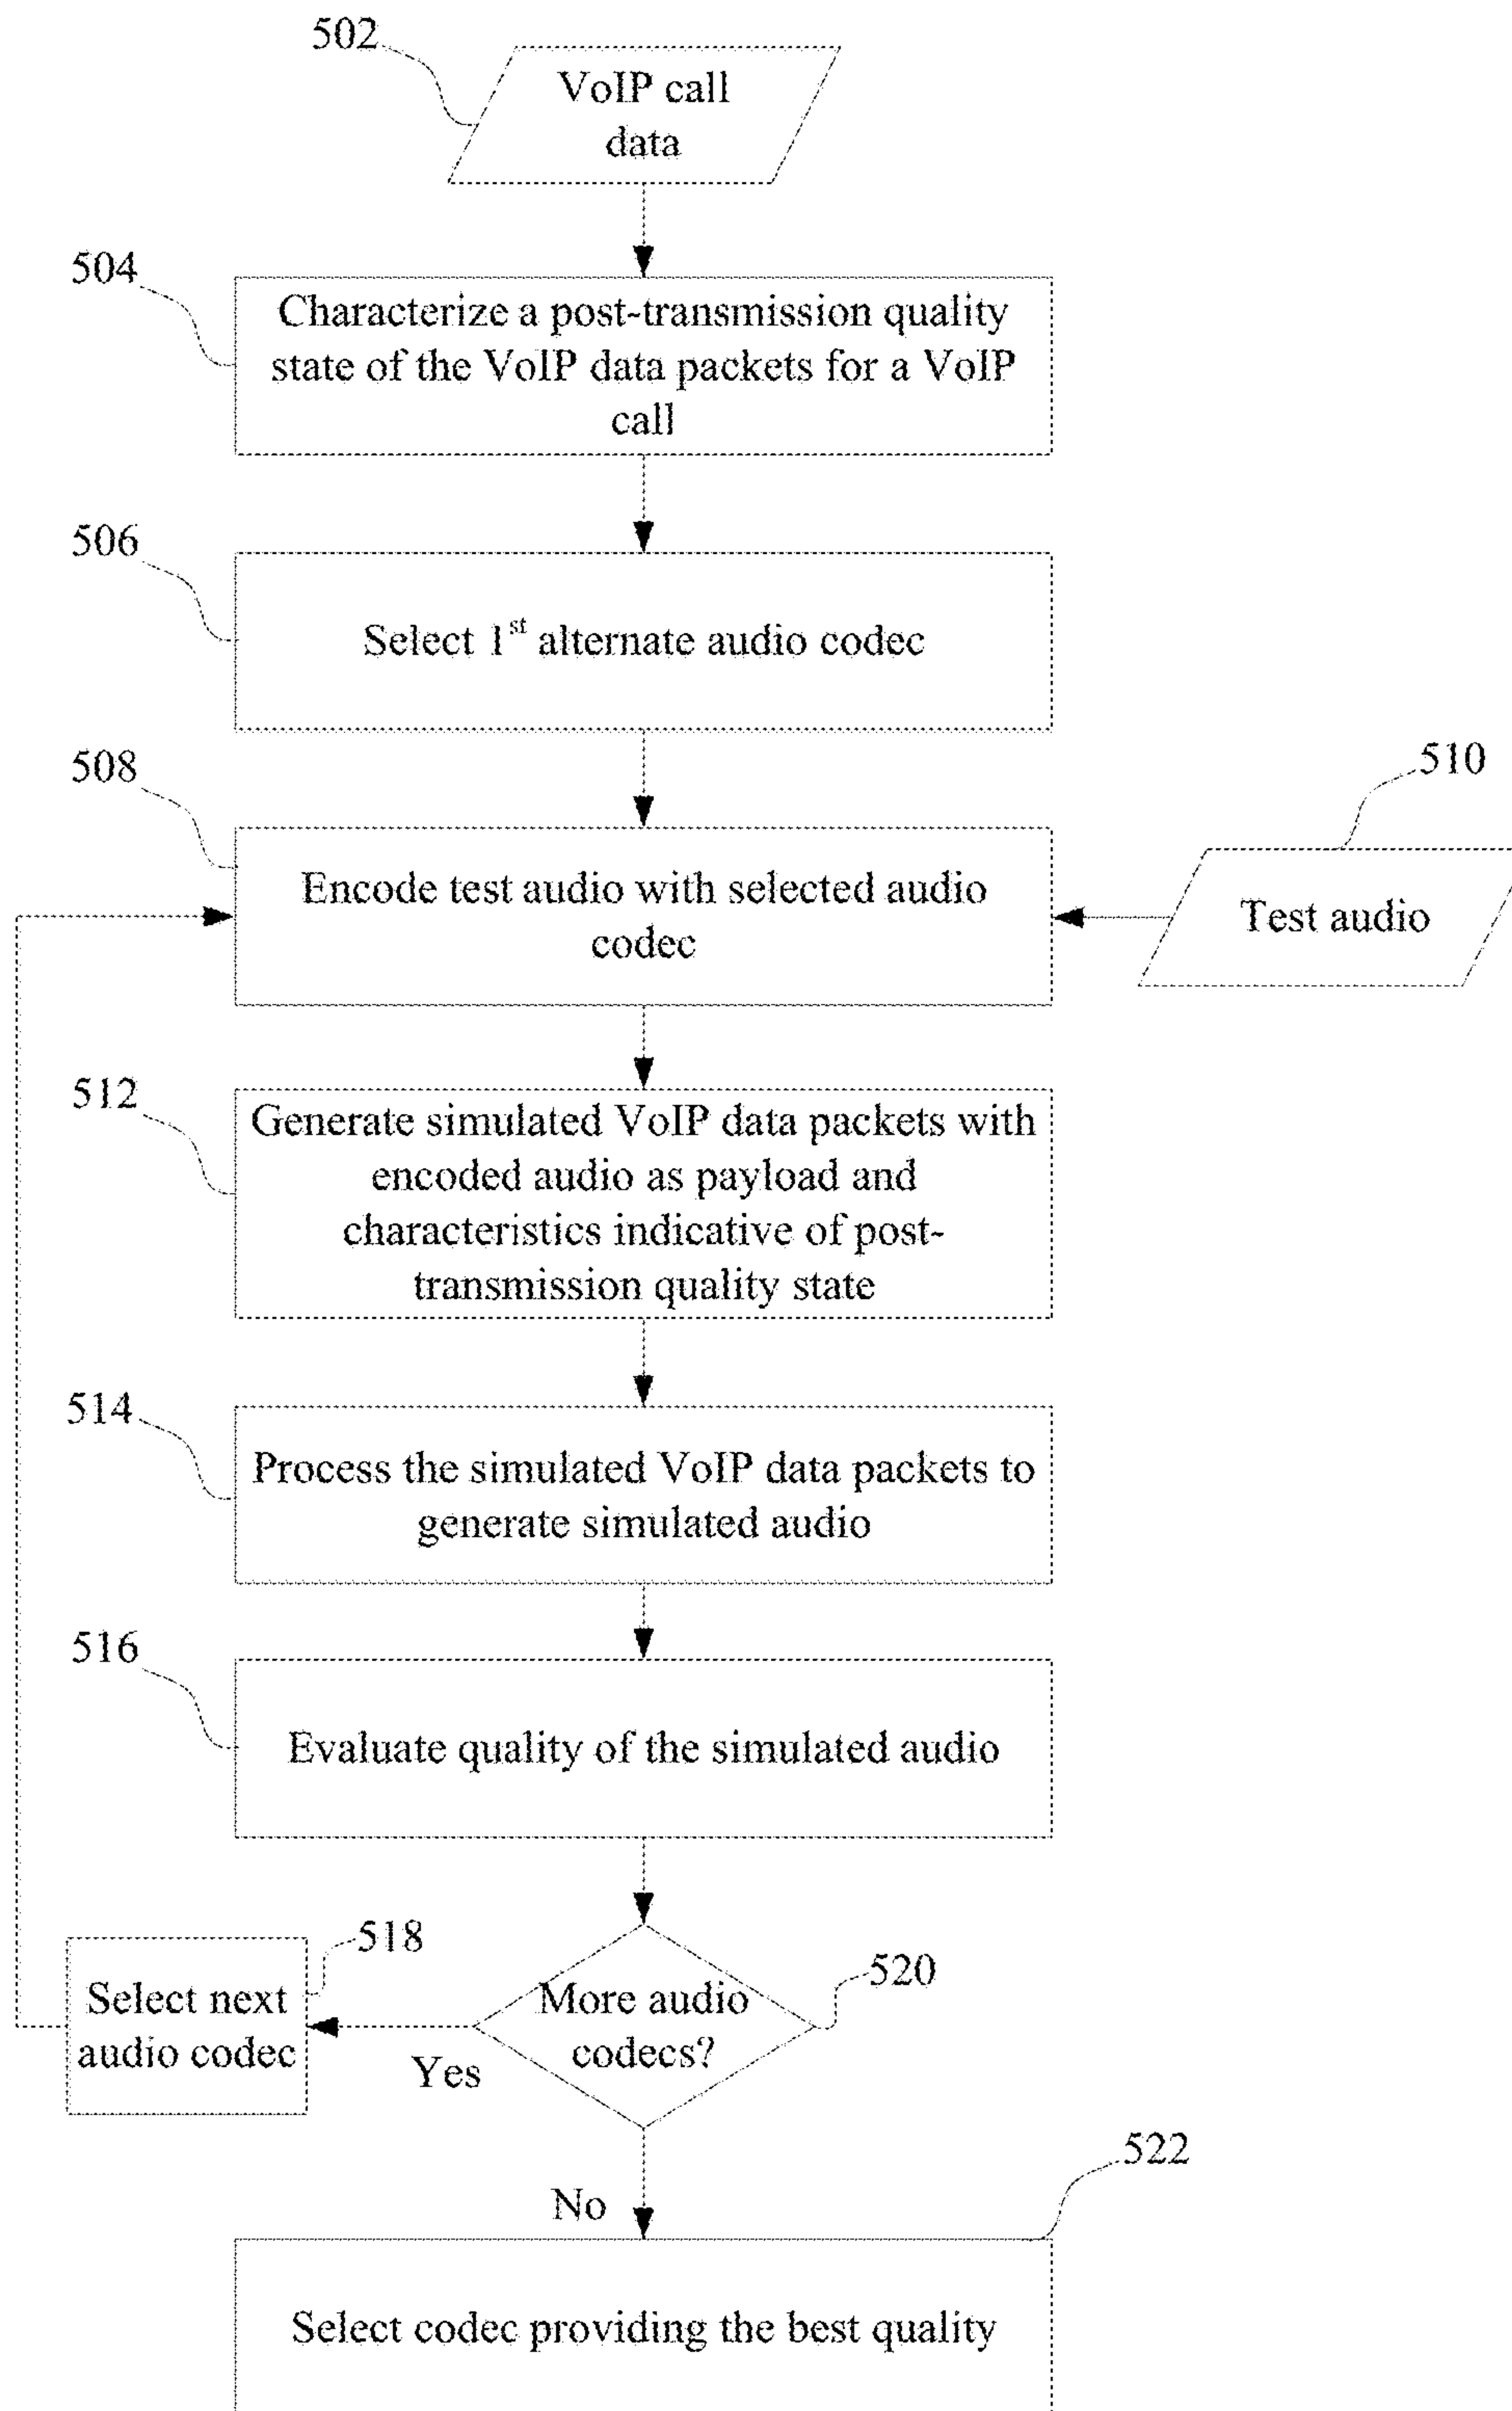 502
VoIP call
data
504
Characterize a post-transmission quality
state of the VoIP data packets for a VoIP
call
506
Select 1st alternate audio codec
508
510
Encode test audio with selected audio
codec
Test audio
512
Generate simulated VoIP data packets with
encoded audio as payload and
characteristics indicative of post-
transmission quality state
514
Process the simulated VoIP data packets to
generate simulated audio
516
Evaluate quality of the simulated audio
518
520
Select next
audio codec
More audio
codecs?
Yes
522
No
Select codec providing the best quality